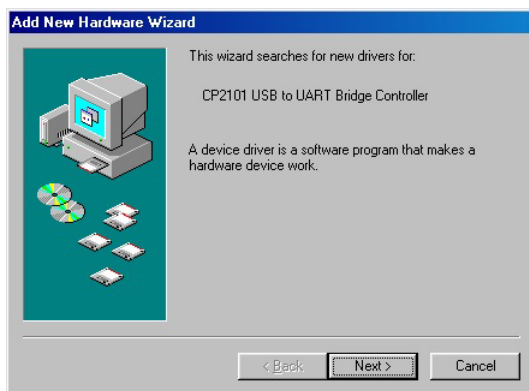 Add New Hardware Wizard
This wizard searches for new drivers for:
CP2101 USB to UART Bridge Controller
A device driver is a software program that makes a
hardware device work.
< Back
Next >
Cancel